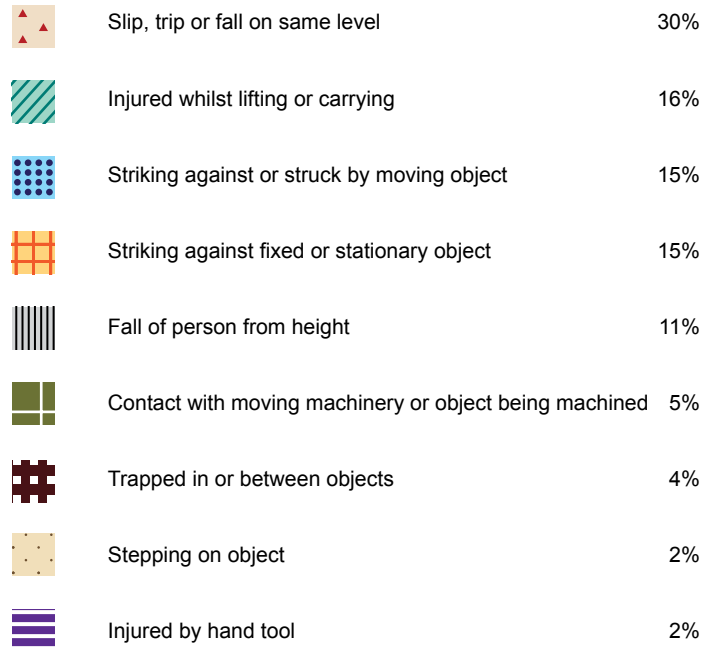 Slip, trip or fall on same level 30%
Injured whilst lifting or carrying 16%
Striking against or struck by moving object 15%
Striking against fixed or stationary object 15%
Fall of person from height 11%
Contact with moving machinery or object being machined 5%
Trapped in or between objects 4%
Stepping on object 2%
Injured by hand tool 2%